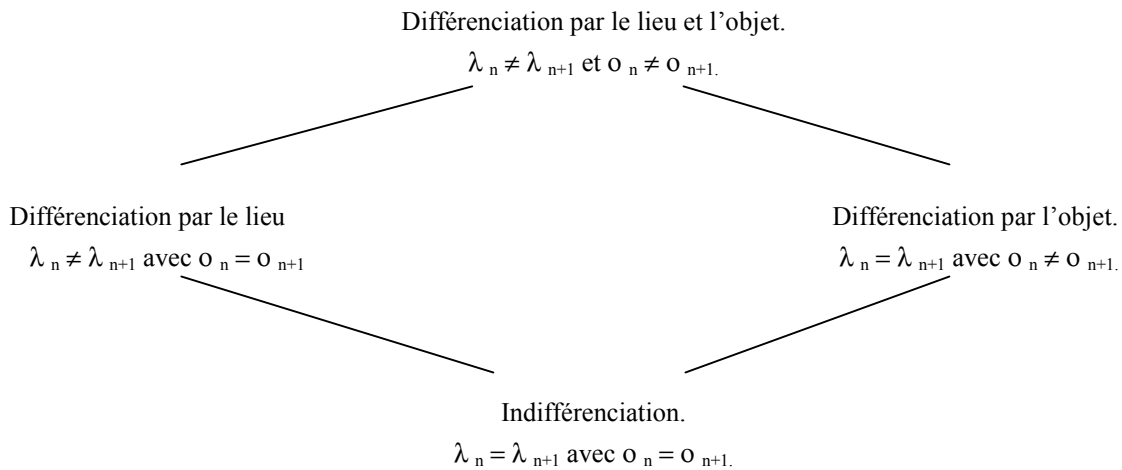 Différenciation par le lieu et l’objet.
λ n ≠ λ n+1 et o n ≠ o n+1.
Différenciation par le lieu
λ n ≠ λ n+1 avec o n = o n+1
Différenciation par l’objet.
λ n = λ n+1 avec o n ≠ o n+1.
Indifférenciation.
λ n = λ n+1 avec o n = o n+1.